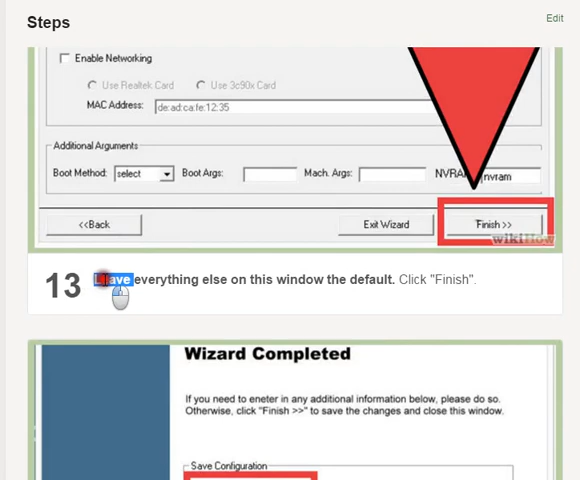 Steps
Edit
Enable Networking
Use Realtek Card Use 3c90x Card
MAC Address: de:ad:ca:fe:12:35
Additional Arguments
Boot Method: select Boot Args: Mach. Args: nvram
<<Back Exit Wizard Finish >>
wikiHow
13 Leave everything else on this window the default. Click "Finish".
Wizard Completed
If you need to eneter in any additional information below, please do so.
Otherwise, click "Finish >>" to save the changes and close this window.
Save Configuration